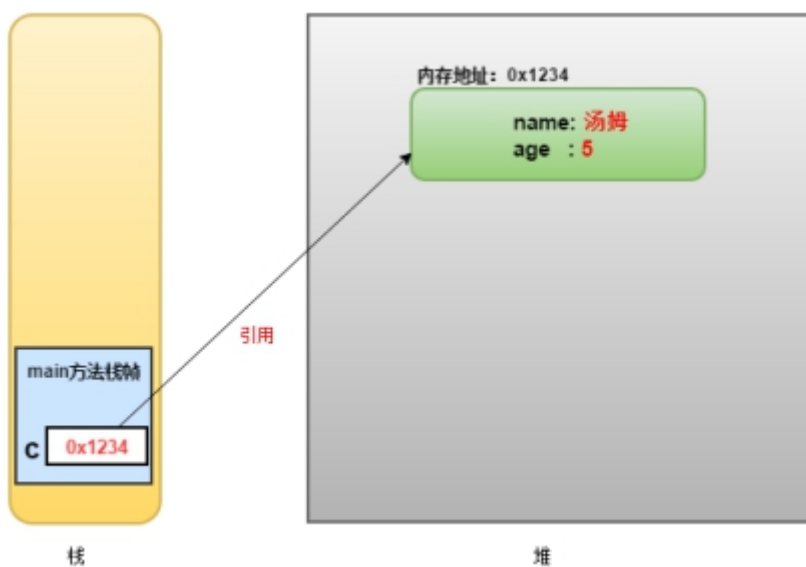 内存地址：0x1234
name: 汤姆
age : 5
引用
main方法栈帧
C 0x1234
栈
堆